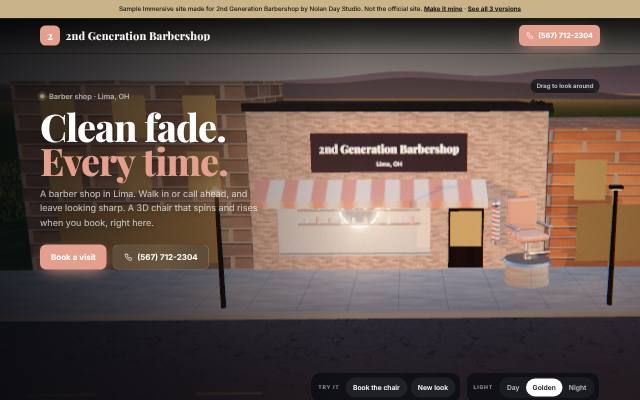 Sample Immersive site made for 2nd Generation Barbershop by Nolan Day Studio. Not the official site. Make it mine · See all 3 versions
2 2nd Generation Barbershop
(567) 712-2304
Drag to look around
Barber shop · Lima, OH
Clean fade.
Every time.
A barber shop in Lima. Walk in or call ahead, and
leave looking sharp. A 3D chair that spins and rises
when you book, right here.
Book a visit
(567) 712-2304
2nd Generation Barbershop
Lima, OH
TRY IT Book the chair New look
LIGHT Day Golden Night